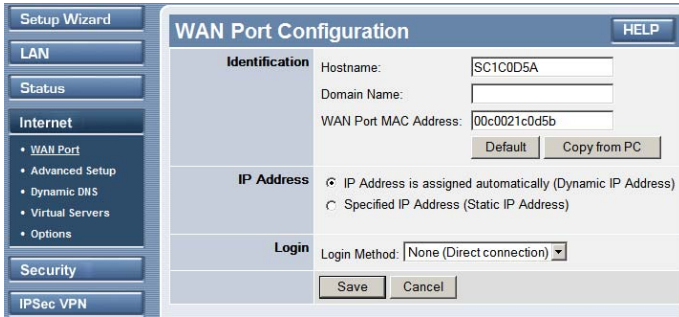 Setup Wizard
LAN
Status
Internet
• WAN Port
• Advanced Setup
• Dynamic DNS
• Virtual Servers
• Options
Security
IPSec VPN
WAN Port Configuration
HELP
Identification
Hostname: SC1C0D5A
Domain Name:
WAN Port MAC Address: 00c0021c0d5b
Default Copy from PC
IP Address
IP Address is assigned automatically (Dynamic IP Address)
Specified IP Address (Static IP Address)
Login
Login Method: None (Direct connection)
Save Cancel